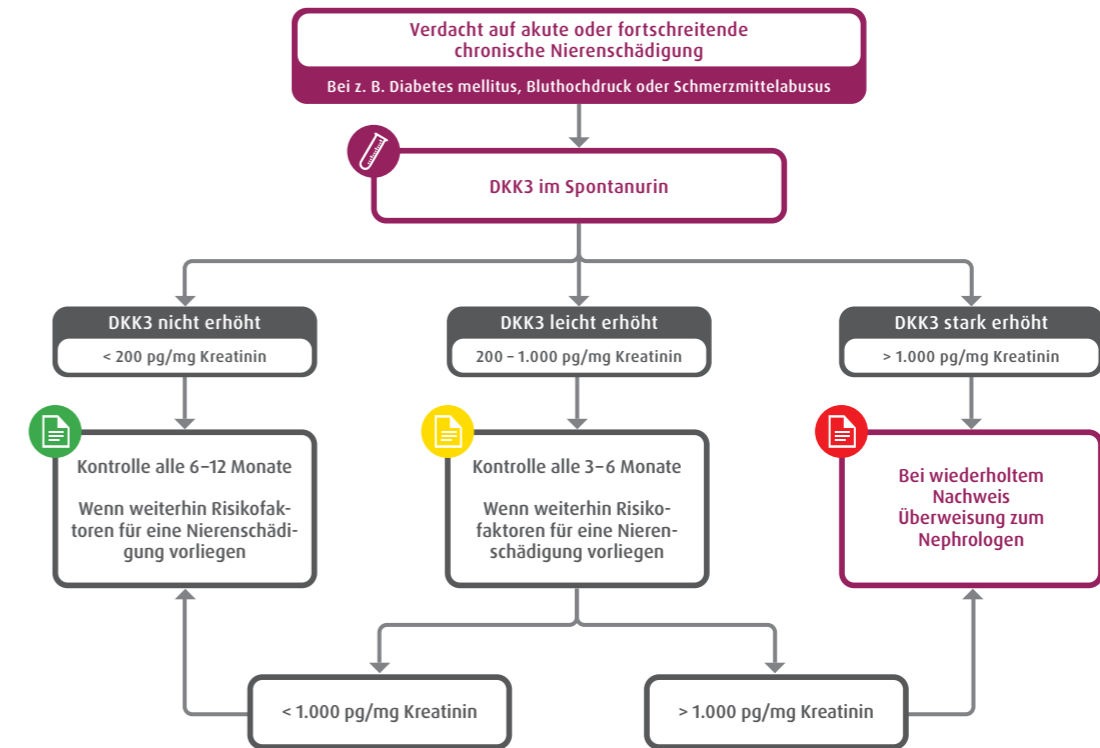 Verdacht auf akute oder fortschreitende
chronische Nierenschädigung
Bei z. B. Diabetes mellitus, Bluthochdruck oder Schmerzmittelabusus
DKK3 im Spontanurin
DKK3 nicht erhöht
< 200 pg/mg Kreatinin
DKK3 leicht erhöht
200 – 1.000 pg/mg Kreatinin
DKK3 stark erhöht
> 1.000 pg/mg Kreatinin
Kontrolle alle 6–12 Monate
Wenn weiterhin Risikofak-
toren für eine Nierenschädi-
gung vorliegen
Kontrolle alle 3–6 Monate
Wenn weiterhin Risiko-
faktoren für eine Nieren-
schädigung vorliegen
Bei wiederholtem
Nachweis
Überweisung zum
Nephrologen
< 1.000 pg/mg Kreatinin
> 1.000 pg/mg Kreatinin